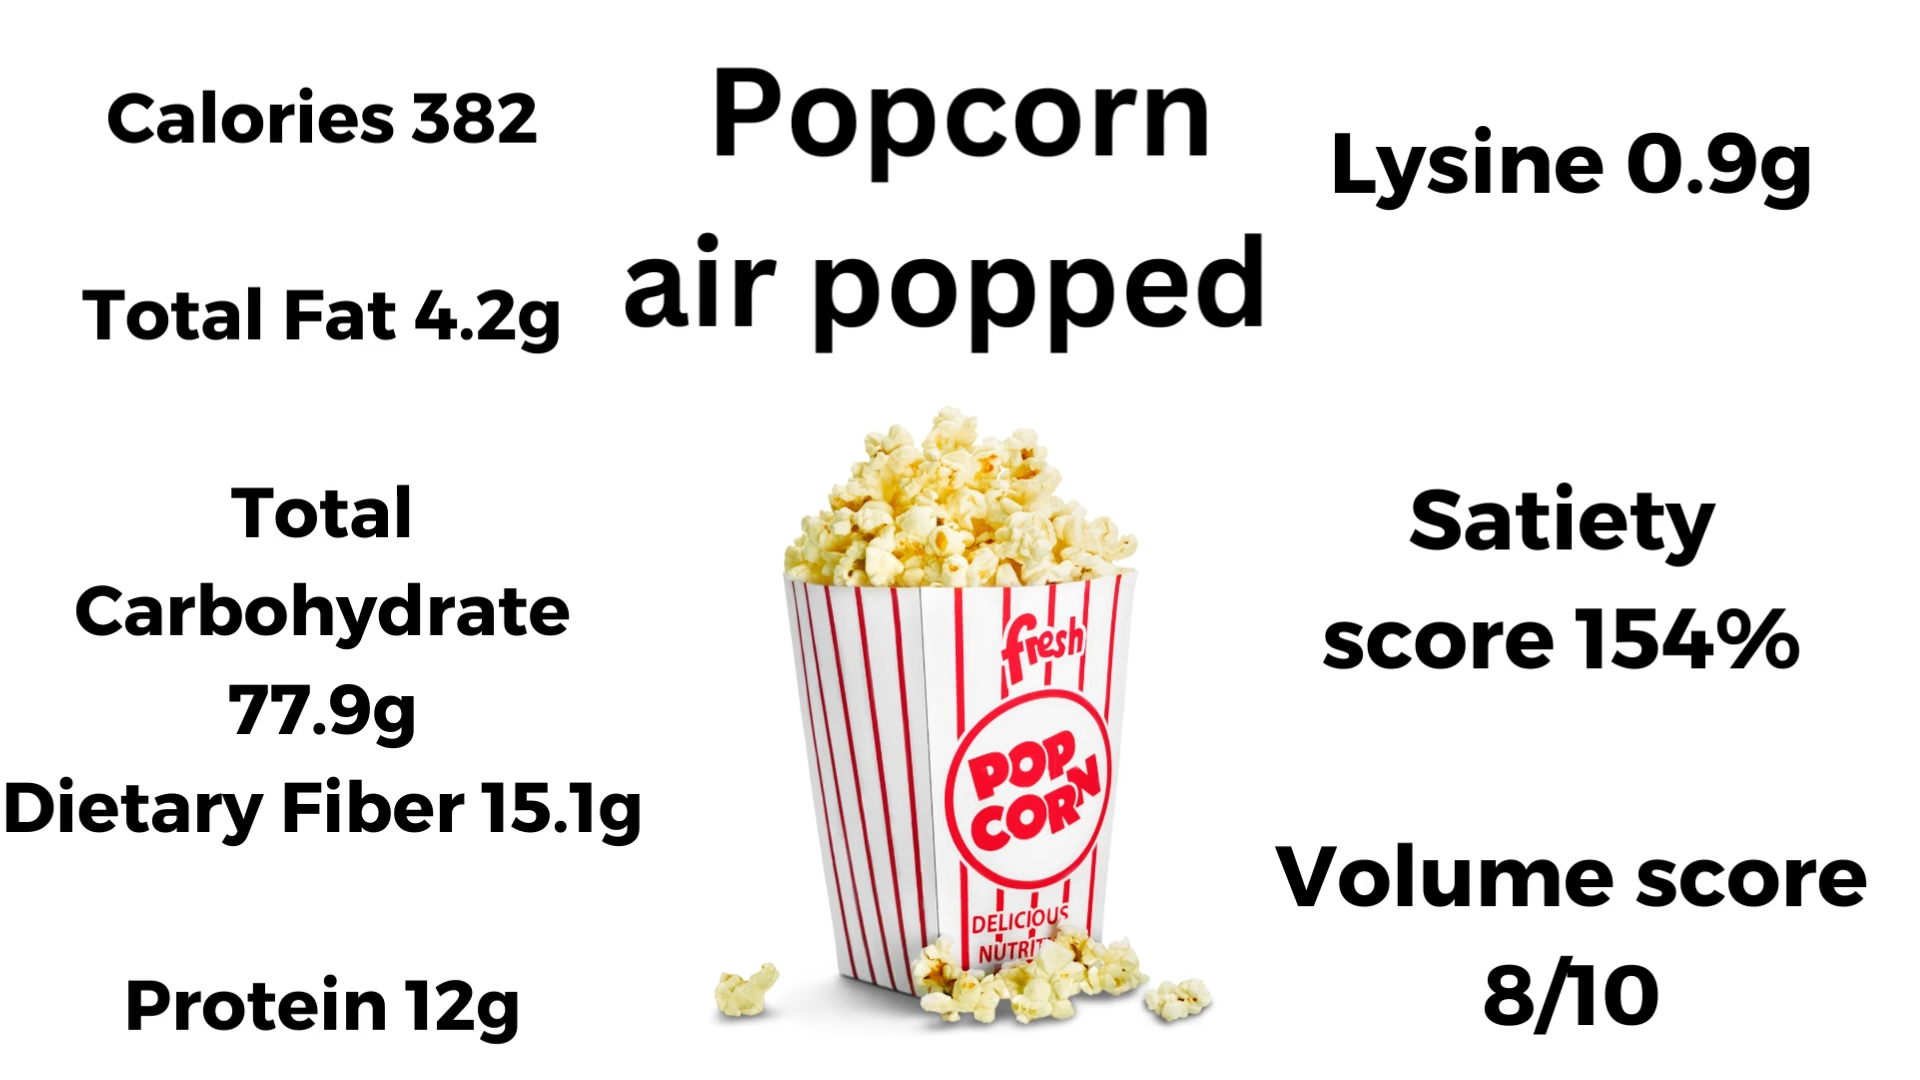 Calories 382
Total Fat 4.2g
Total
Carbohydrate
77.9g
Dietary Fiber 15.1g
Protein 12g
Popcorn
air popped
fresh
POP
CORN
DELICIOUS
Lysine 0.9g
Satiety
score 154%
Volume score
8/10